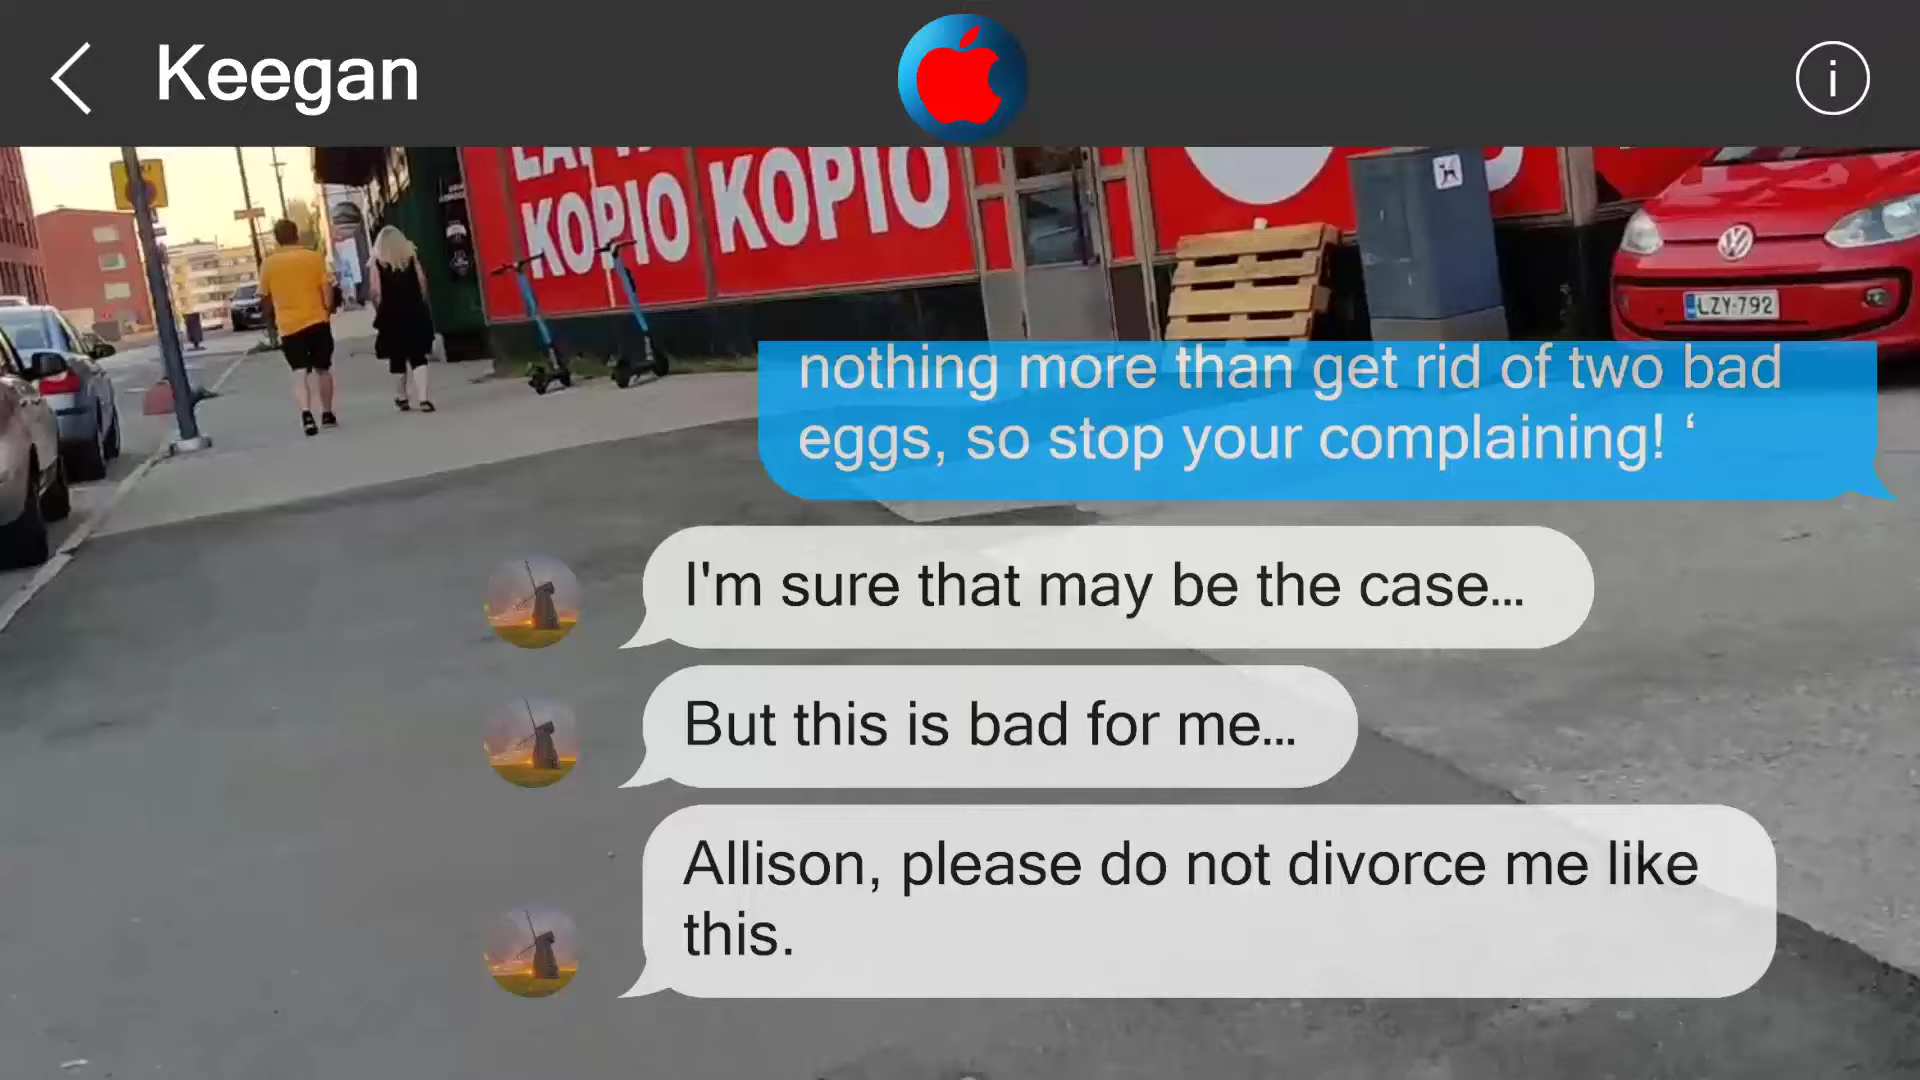 Keegan
i
KOPIO KOPIO
LZY-792
nothing more than get rid of two bad
eggs, so stop your complaining! ‘
I'm sure that may be the case...
But this is bad for me...
Allison, please do not divorce me like
this.